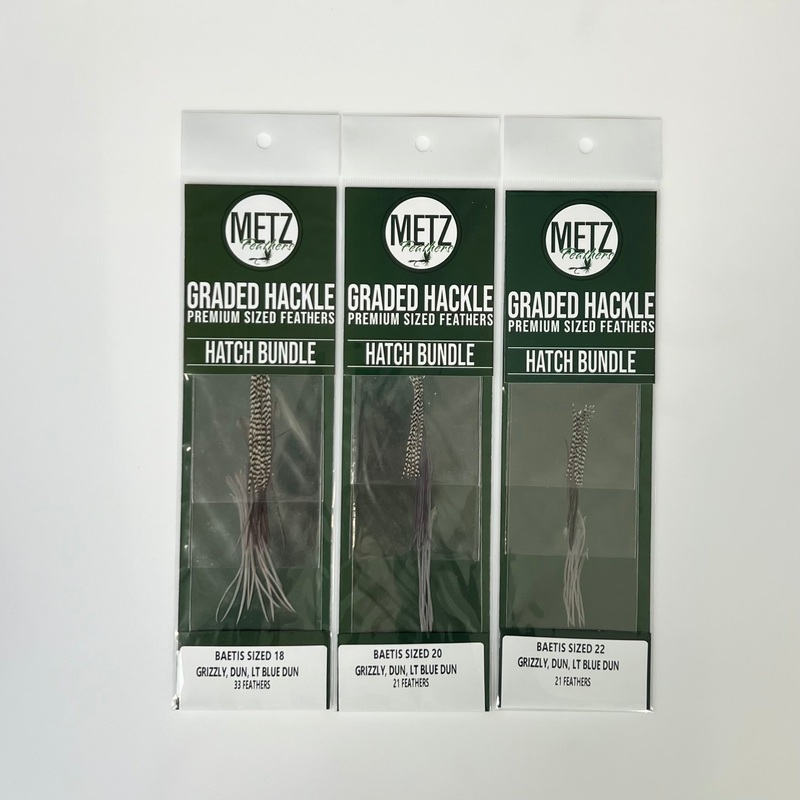 METZ
Feathers
GRADED HACKLE
PREMIUM SIZED FEATHERS
HATCH BUNDLE
BAETIS SIZED 18
GRIZZLY, DUN, LT BLUE DUN
33 FEATHERS
METZ
Feathers
GRADED HACKLE
PREMIUM SIZED FEATHERS
HATCH BUNDLE
BAETIS SIZED 20
GRIZZLY, DUN, LT BLUE DUN
21 FEATHERS
METZ
Feathers
GRADED HACKLE
PREMIUM SIZED FEATHERS
HATCH BUNDLE
BAETIS SIZED 22
GRIZZLY, DUN, LT BLUE DUN
21 FEATHERS